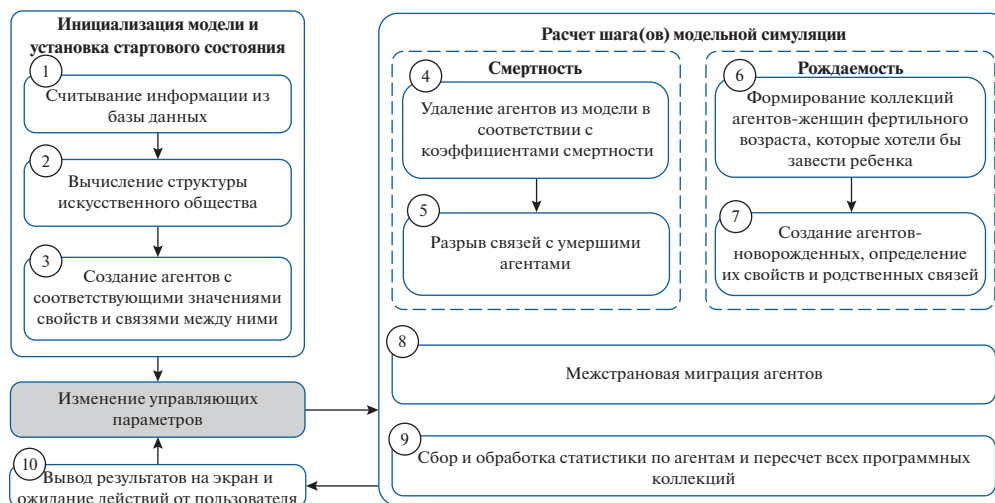 Инициализация модели и
установка стартового состояния
1
Считывание информации из
базы данных
2
Вычисление структуры
искусственного общества
3
Создание агентов с
соответствующими значениями
свойств и связями между ними
Изменение управляющих
параметров
10
Вывод результатов на экран и
ожидание действий от пользователя
Расчет шага(ов) модельной симуляции
Смертность
4
Удаление агентов из модели в
соответствии с
коэффициентами смертности
5
Разрыв связей с умершими
агентами
Рождаемость
6
Формирование коллекций
агентов-женщин фертильного
возраста, которые хотели бы
завести ребенка
7
Создание агентов-
новорожденных, определение
их свойств и родственных связей
8
Межстрановая миграция агентов
9
Сбор и обработка статистики по агентам и пересчет всех программных
коллекций